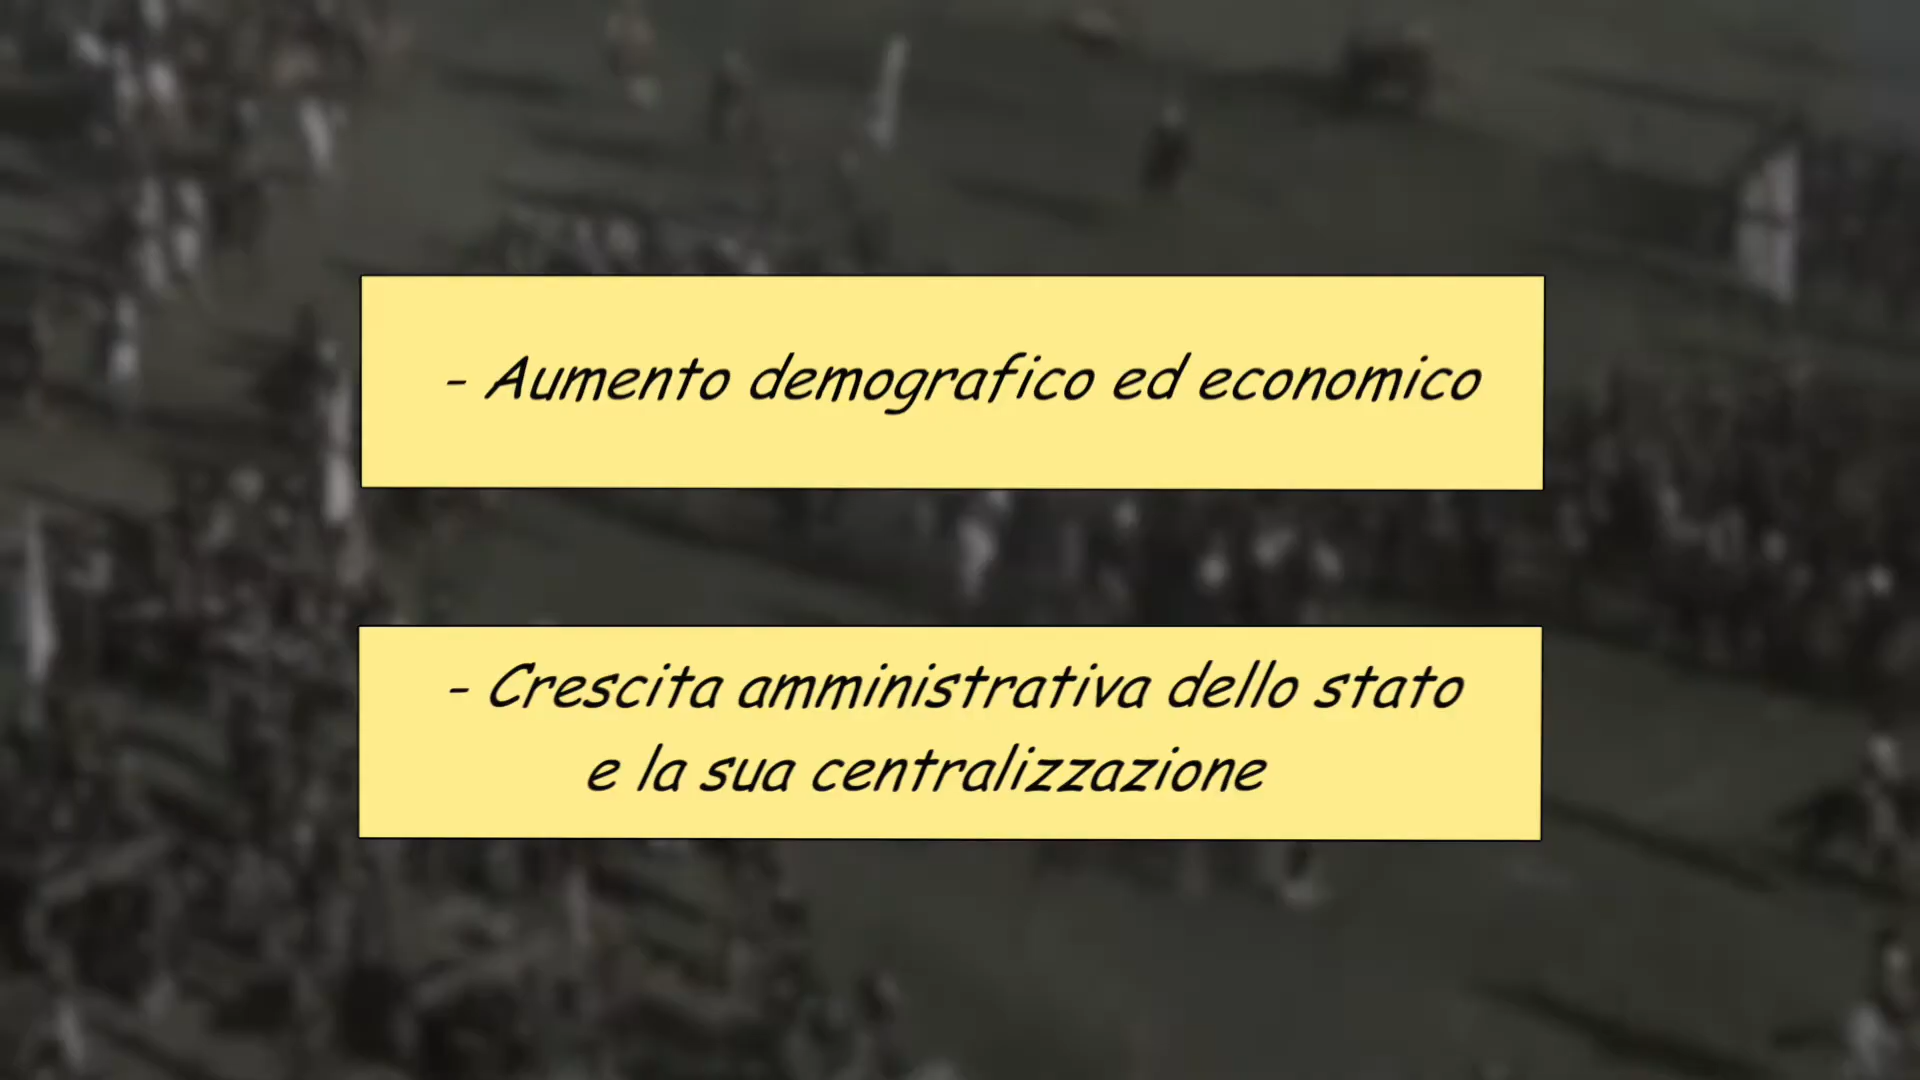 - Aumento demografico ed economico
- Crescita amministrativa dello stato
e la sua centralizzazione